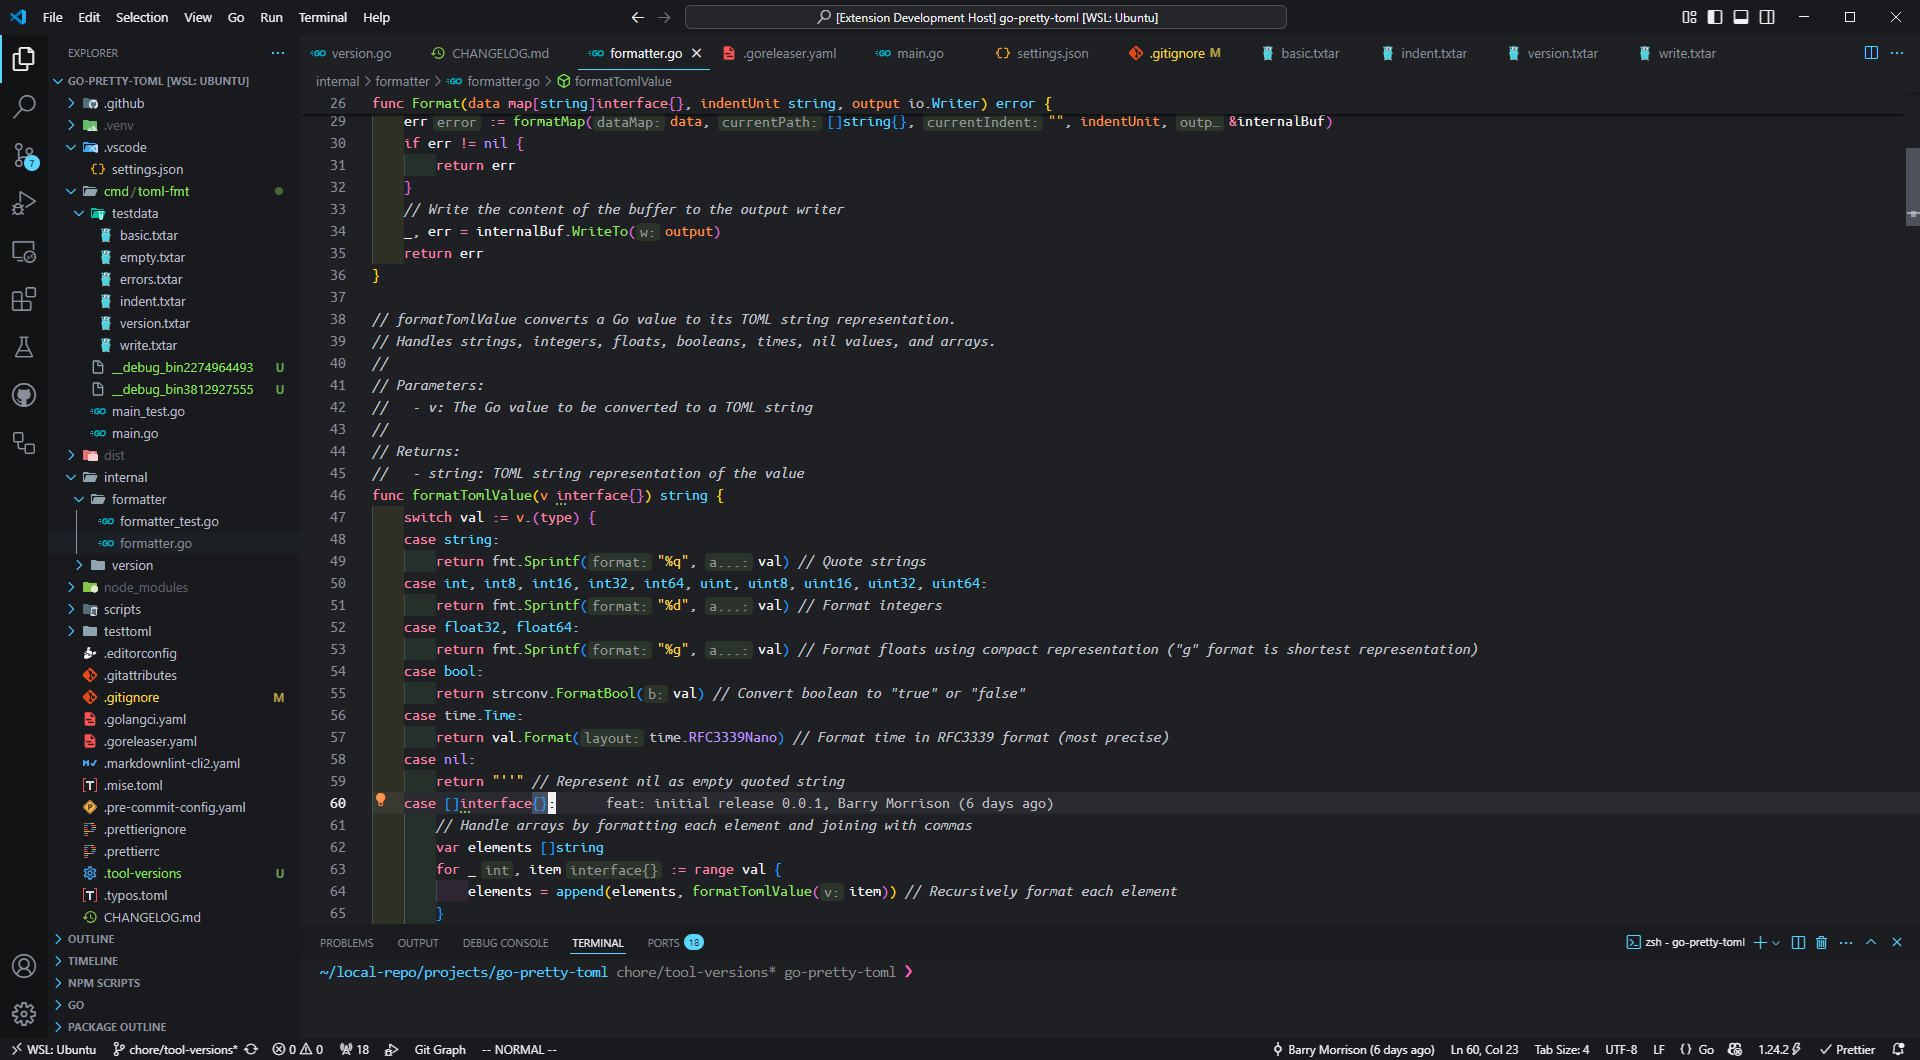 File Edit Selection View Go Run Terminal Help
[Extension Development Host] go-pretty-toml [WSL: Ubuntu]
EXPLORER
version.go CHANGELOG.md formatter.go .goreleaser.yaml main.go settings.json .gitignore M basic.txtar indent.txtar version.txtar write.txtar
GO-PRETTY-TOML [WSL: UBUNTU]
.github
.venv
.vscode
settings.json
cmd/toml-fmt
testdata
basic.txtar
empty.txtar
errors.txtar
indent.txtar
version.txtar
write.txtar
__debug_bin2274964493 U
__debug_bin3812927555 U
main_test.go
main.go
dist
internal
formatter
formatter_test.go
formatter.go
version
node_modules
scripts
testtoml
.editorconfig
.gitattributes
.gitignore M
.golangci.yaml
.goreleaser.yaml
.markdownlint-cli2.yaml
.mise.toml
.pre-commit-config.yaml
.prettierignore
.prettierrc
.tool-versions U
.typos.toml
CHANGELOG.md
OUTLINE
TIMELINE
NPM SCRIPTS
GO
PACKAGE OUTLINE
7
internal > formatter > formatter.go > formatTomlValue
26 func Format(data map[string]interface{}, indentUnit string, output io.Writer) error {
29 err error := formatMap(dataMap: data, currentPath: []string{}, currentIndent: "", indentUnit, outp… &internalBuf)
30 if err != nil {
31 return err
32 }
33 // Write the content of the buffer to the output writer
34 _, err = internalBuf.WriteTo(w: output)
35 return err
36 }
37
38 // formatTomlValue converts a Go value to its TOML string representation.
39 // Handles strings, integers, floats, booleans, times, nil values, and arrays.
40 //
41 // Parameters:
42 //   - v: The Go value to be converted to a TOML string
43 //
44 // Returns:
45 //   - string: TOML string representation of the value
46 func formatTomlValue(v interface{}) string {
47 switch val := v.(type) {
48 case string:
49 return fmt.Sprintf(format: "%q", a...: val) // Quote strings
50 case int, int8, int16, int32, int64, uint, uint8, uint16, uint32, uint64:
51 return fmt.Sprintf(format: "%d", a...: val) // Format integers
52 case float32, float64:
53 return fmt.Sprintf(format: "%g", a...: val) // Format floats using compact representation ("g" format is shortest representation)
54 case bool:
55 return strconv.FormatBool(b: val) // Convert boolean to "true" or "false"
56 case time.Time:
57 return val.Format(layout: time.RFC3339Nano) // Format time in RFC3339 format (most precise)
58 case nil:
59 return "''" // Represent nil as empty quoted string
60 case []interface{}: feat: initial release 0.0.1, Barry Morrison (6 days ago)
61 // Handle arrays by formatting each element and joining with commas
62 var elements []string
63 for _ int, item interface{} := range val {
64 elements = append(elements, formatTomlValue(v: item)) // Recursively format each element
65 }
PROBLEMS OUTPUT DEBUG CONSOLE TERMINAL PORTS 18
zsh - go-pretty-toml
~/local-repo/projects/go-pretty-toml chore/tool-versions* go-pretty-toml ❯
WSL: Ubuntu chore/tool-versions* 0 0 18 Git Graph -- NORMAL -- Barry Morrison (6 days ago) Ln 60, Col 23 Tab Size: 4 UTF-8 LF {} Go 1.24.2 Prettier